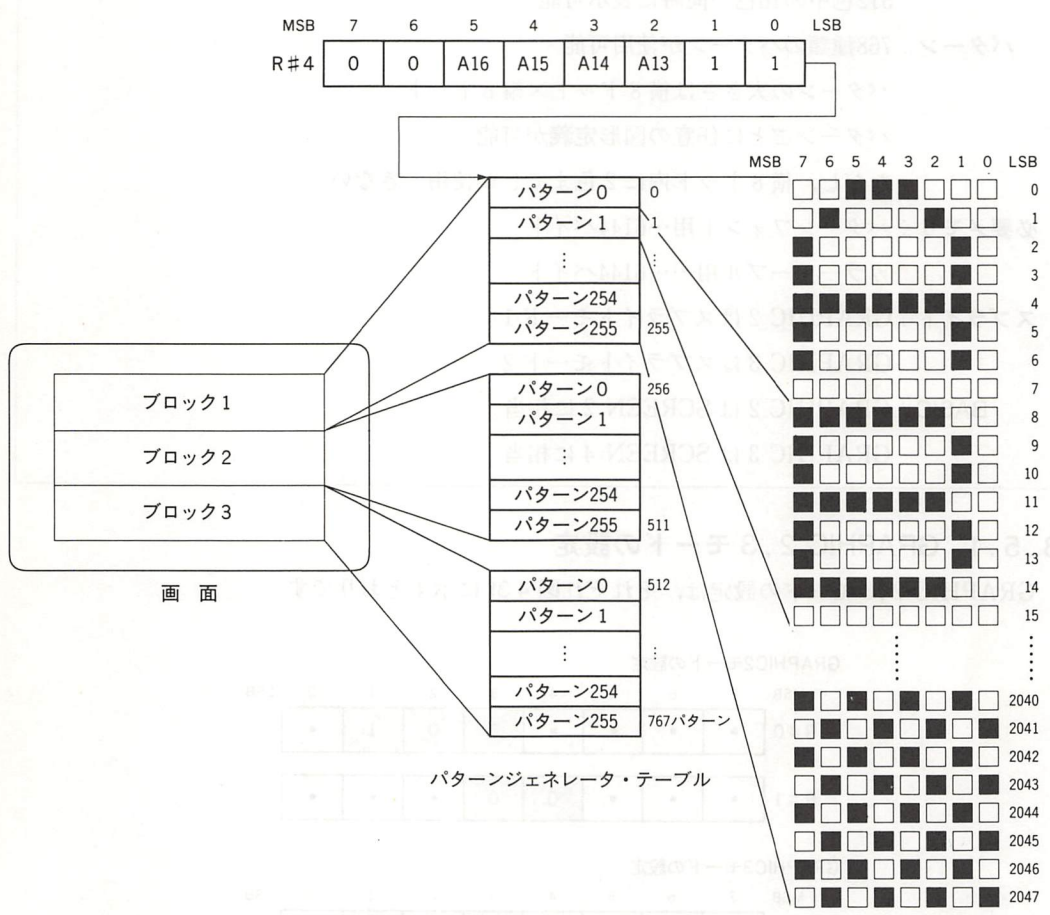 MSB 7 6 5 4 3 2 1 0 LSB
R#4 0 0 A16 A15 A14 A13 1 1
パターン0 0
パターン1 1
⋮ ⋮
パターン254
パターン255 255
パターン0 256
パターン1
⋮ ⋮
パターン254
パターン255 511
パターン0 512
パターン1
⋮ ⋮
パターン254
パターン255 767パターン
パターンジェネレータ・テーブル
ブロック1
ブロック2
ブロック3
画 面
MSB 7 6 5 4 3 2 1 0 LSB
0
1
2
3
4
5
6
7
8
9
10
11
12
13
14
15
⋮ ⋮
2040
2041
2042
2043
2044
2045
2046
2047